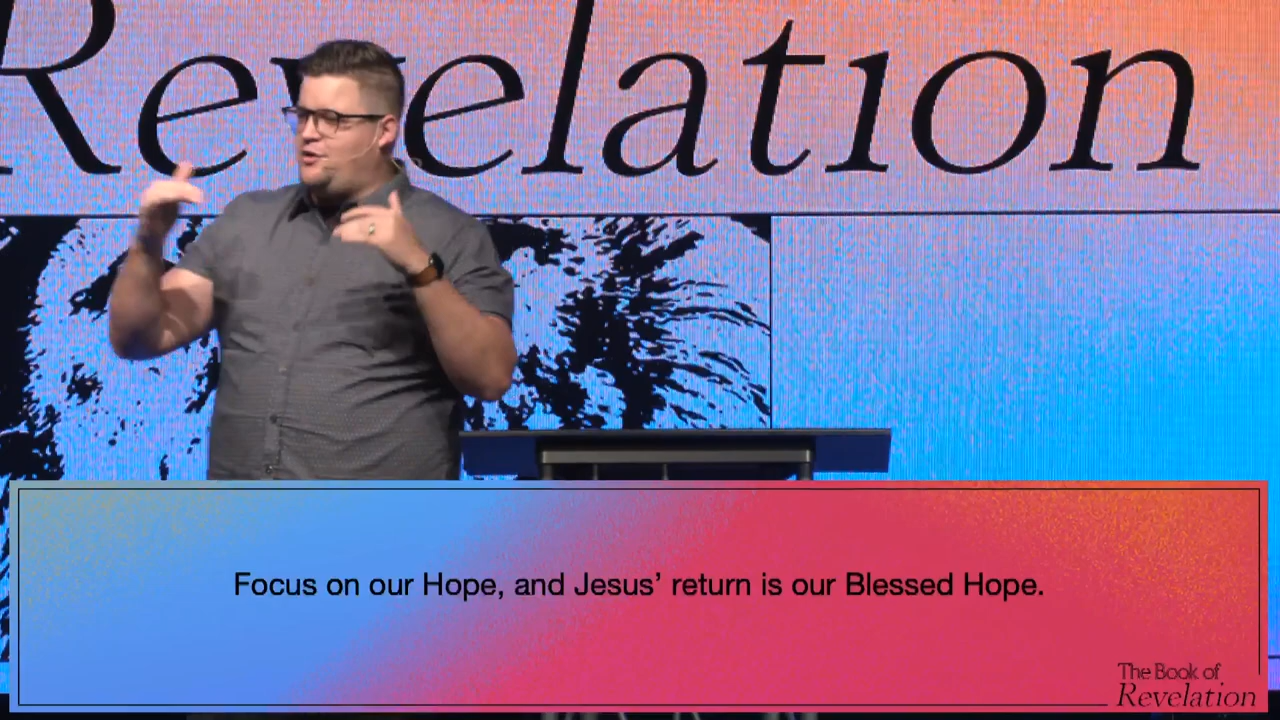 Revelation
Focus on our Hope, and Jesus’ return is our Blessed Hope.
The Book of
Revelation